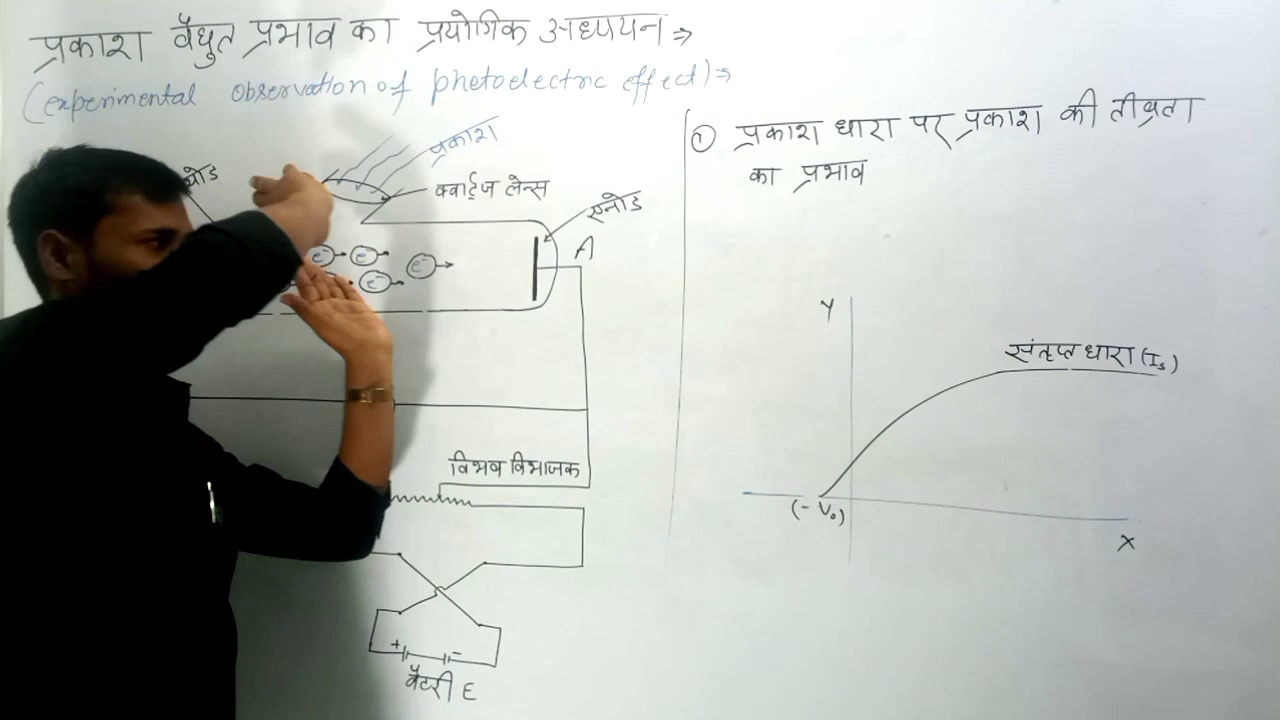 प्रकाश वैद्युत प्रभाव का प्रयोगिक अध्ययन ⇒
(experimental observation of phetoelectric effect) ⇒
प्रकाश
क्वार्ट्ज लेन्स
एनोड
A
e⁻ e⁻
e⁻ e⁻
विभव विभाजक
+ -
बैटरी E
① प्रकाश धारा पर प्रकाश की तीव्रता
का प्रभाव
Y
संतृप्त धारा (Is)
(- V₀)
X